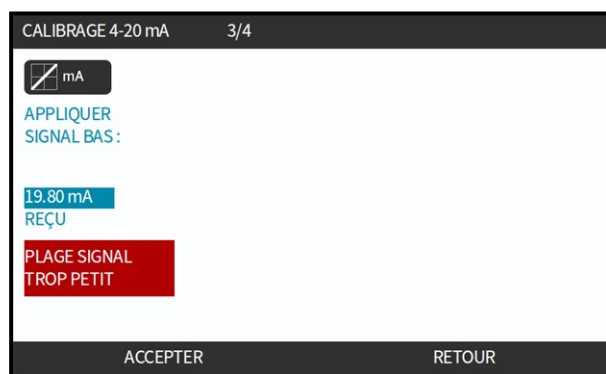 CALIBRAGE 4-20 mA 3/4
mA
APPLIQUER
SIGNAL BAS :
19.80 mA
REÇU
PLAGE SIGNAL
TROP PETIT
ACCEPTER RETOUR